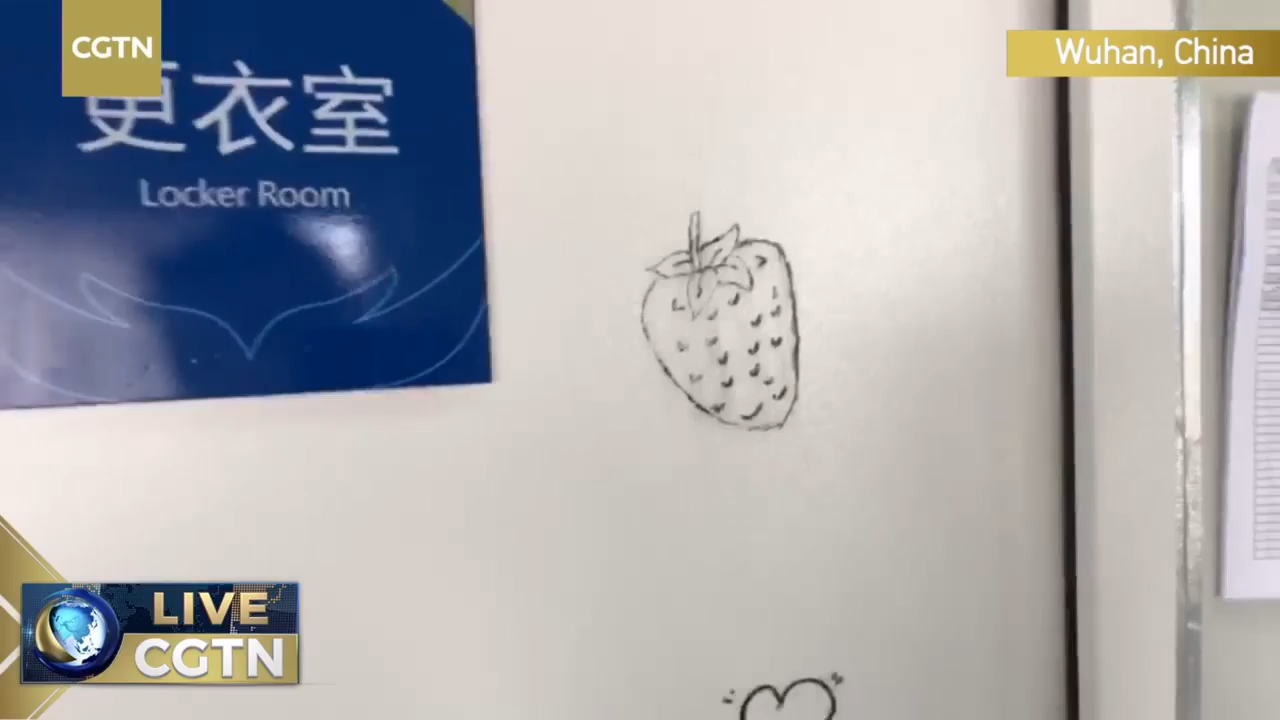 CGTN
Wuhan, China
更衣室
Locker Room
LIVE
CGTN